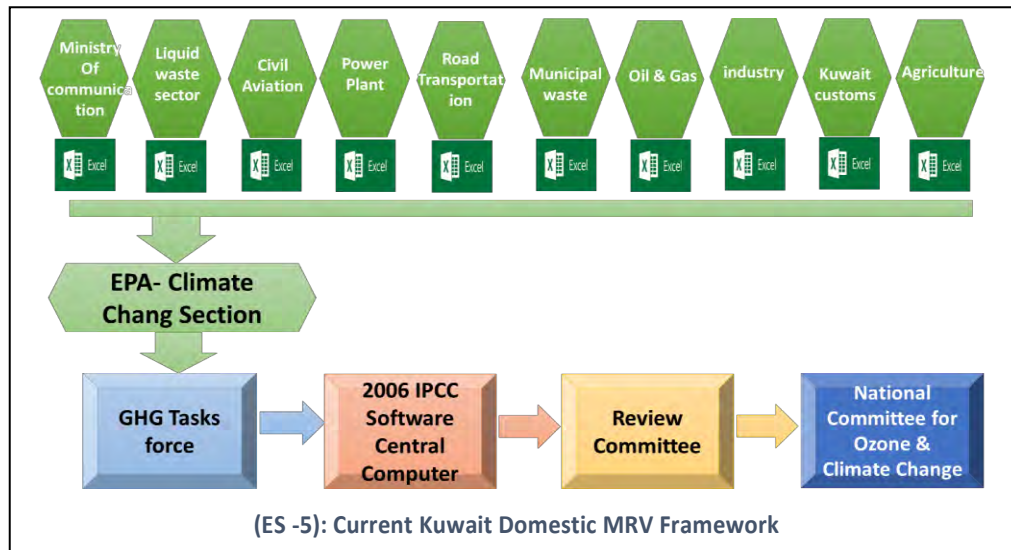 Ministry
Of
communica
tion
Liquid
waste
sector
Civil
Aviation
Power
Plant
Road
Transportat
ion
Municipal
waste
Oil & Gas
industry
Kuwait
customs
Agriculture
X Excel
X Excel
X Excel
X Excel
X Excel
X Excel
X Excel
X Excel
X Excel
X Excel
EPA- Climate
Chang Section
GHG Tasks
force
2006 IPCC
Software
Central
Computer
Review
Committee
National
Committee for
Ozone &
Climate Change
(ES -5): Current Kuwait Domestic MRV Framework